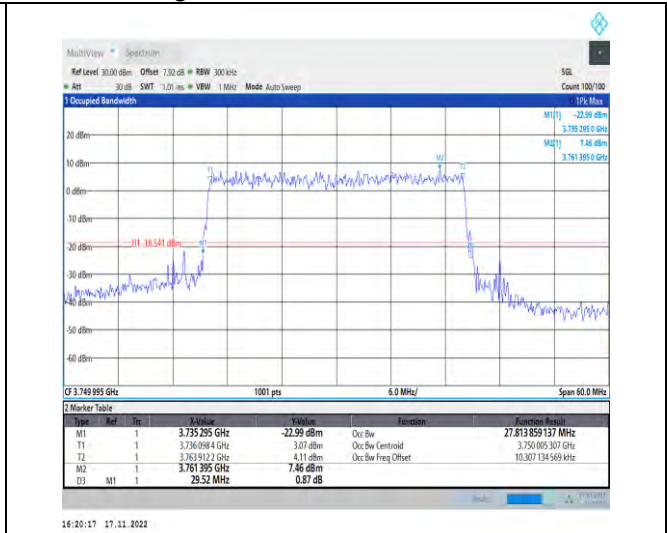 MultiView Spectrum
Ref Level 30.00 dBm Offset 7.92 dB RBW 300 kHz SGL
Att 30 dB SWT 1.01 ms VBW 1 MHz Mode Auto Sweep Count 100/100
1 Occupied Bandwidth 1Pk Max
M1[1] -22.99 dBm
3.735 295 0 GHz
M2[1] 7.46 dBm
3.761 395 0 GHz
20 dBm
10 dBm
M2
T1
T2
0 dBm
-10 dBm
H1 -18.541 dBm
M1
-20 dBm
-30 dBm
-40 dBm
-50 dBm
-60 dBm
CF 3.749 995 GHz 1001 pts 6.0 MHz/ Span 60.0 MHz
2 Marker Table
Type Ref Trc X-Value Y-Value Function Function Result
M1 1 3.735 295 GHz -22.99 dBm Occ Bw 27.813 859 137 MHz
T1 1 3.736 098 4 GHz 3.07 dBm Occ Bw Centroid 3.750 005 307 GHz
T2 1 3.763 912 2 GHz 4.11 dBm Occ Bw Freq Offset 10.307 134 569 kHz
M2 1 3.761 395 GHz 7.46 dBm
D3 M1 1 29.52 MHz 0.87 dB
16:20:17 17.11.2022